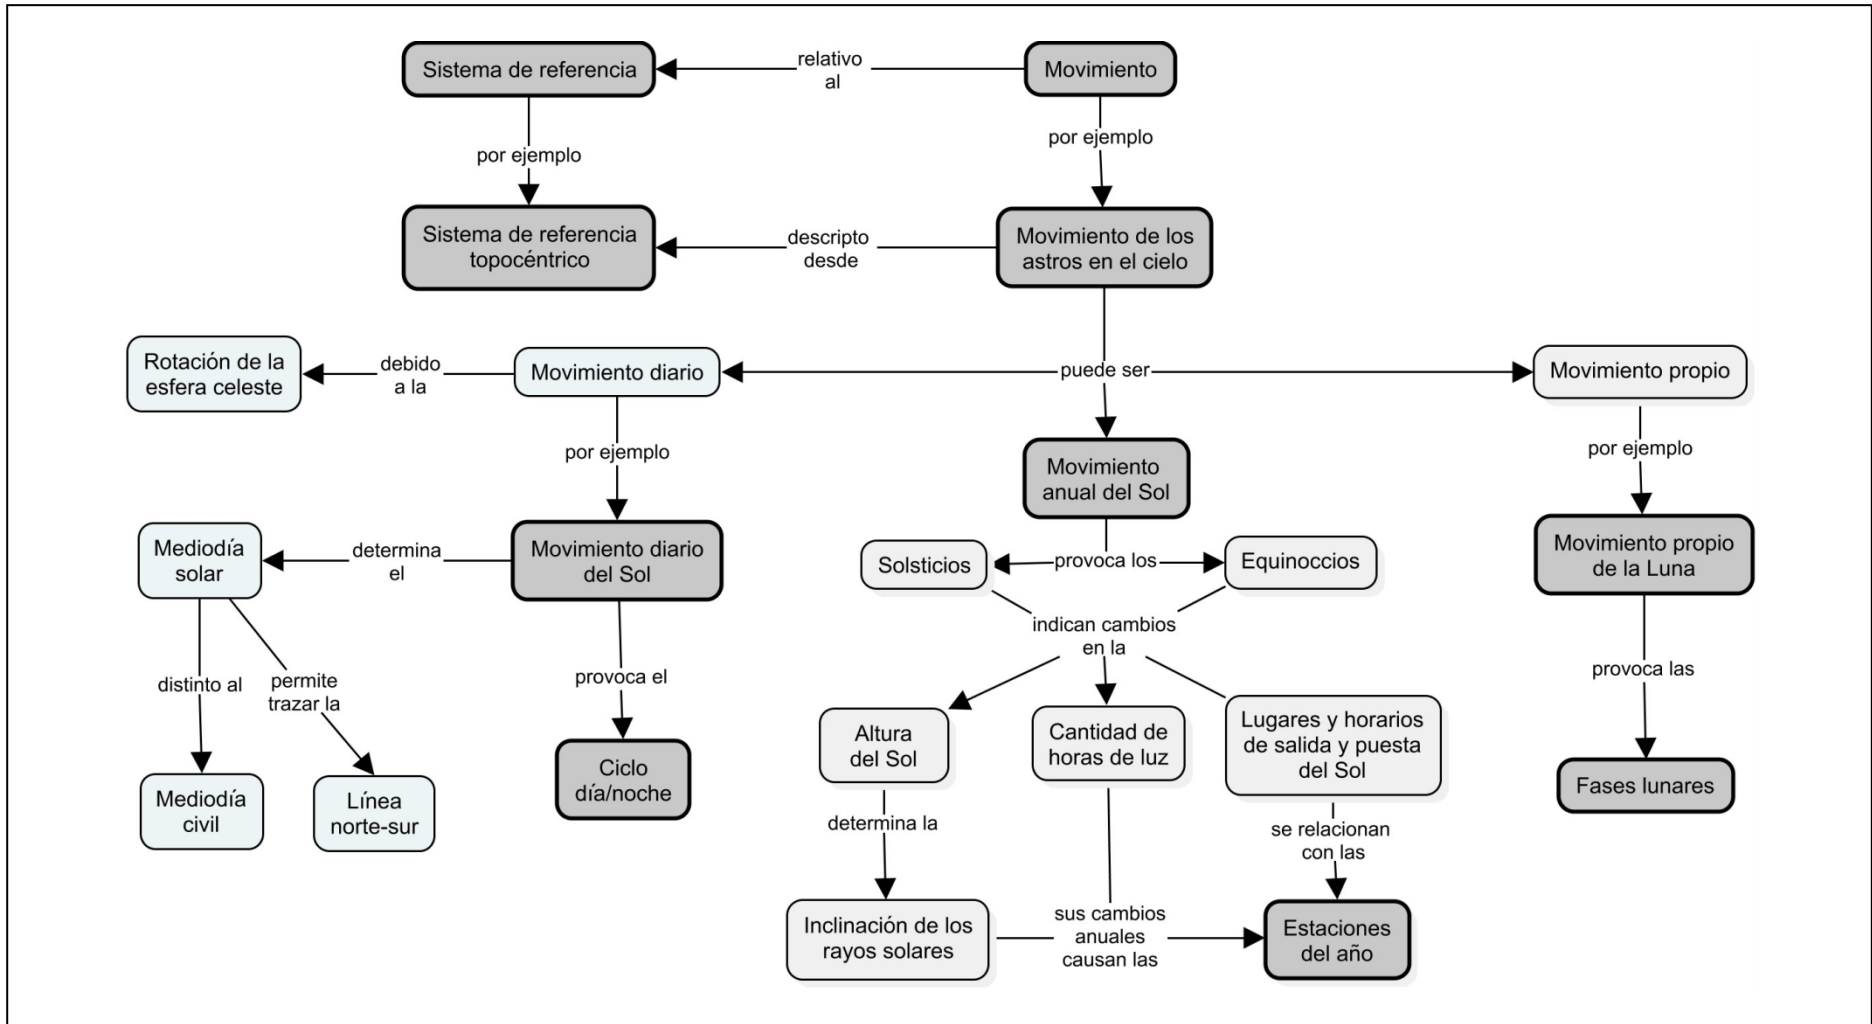 Sistema de referencia
relativo
al
Movimiento
por ejemplo
por ejemplo
Sistema de referencia
topocéntrico
descripto
desde
Movimiento de los
astros en el cielo
Rotación de la
esfera celeste
debido
a la
Movimiento diario
puede ser
Movimiento propio
por ejemplo
Movimiento
anual del Sol
por ejemplo
Mediodía
solar
determina
el
Movimiento diario
del Sol
Solsticios
provoca los
Equinoccios
Movimiento propio
de la Luna
indican cambios
en la
distinto al
permite
trazar la
provoca el
provoca las
Altura
del Sol
Cantidad de
horas de luz
Lugares y horarios
de salida y puesta
del Sol
Mediodía
civil
Línea
norte-sur
Ciclo
día/noche
Fases lunares
determina la
se relacionan
con las
Inclinación de los
rayos solares
sus cambios
anuales
causan las
Estaciones
del año